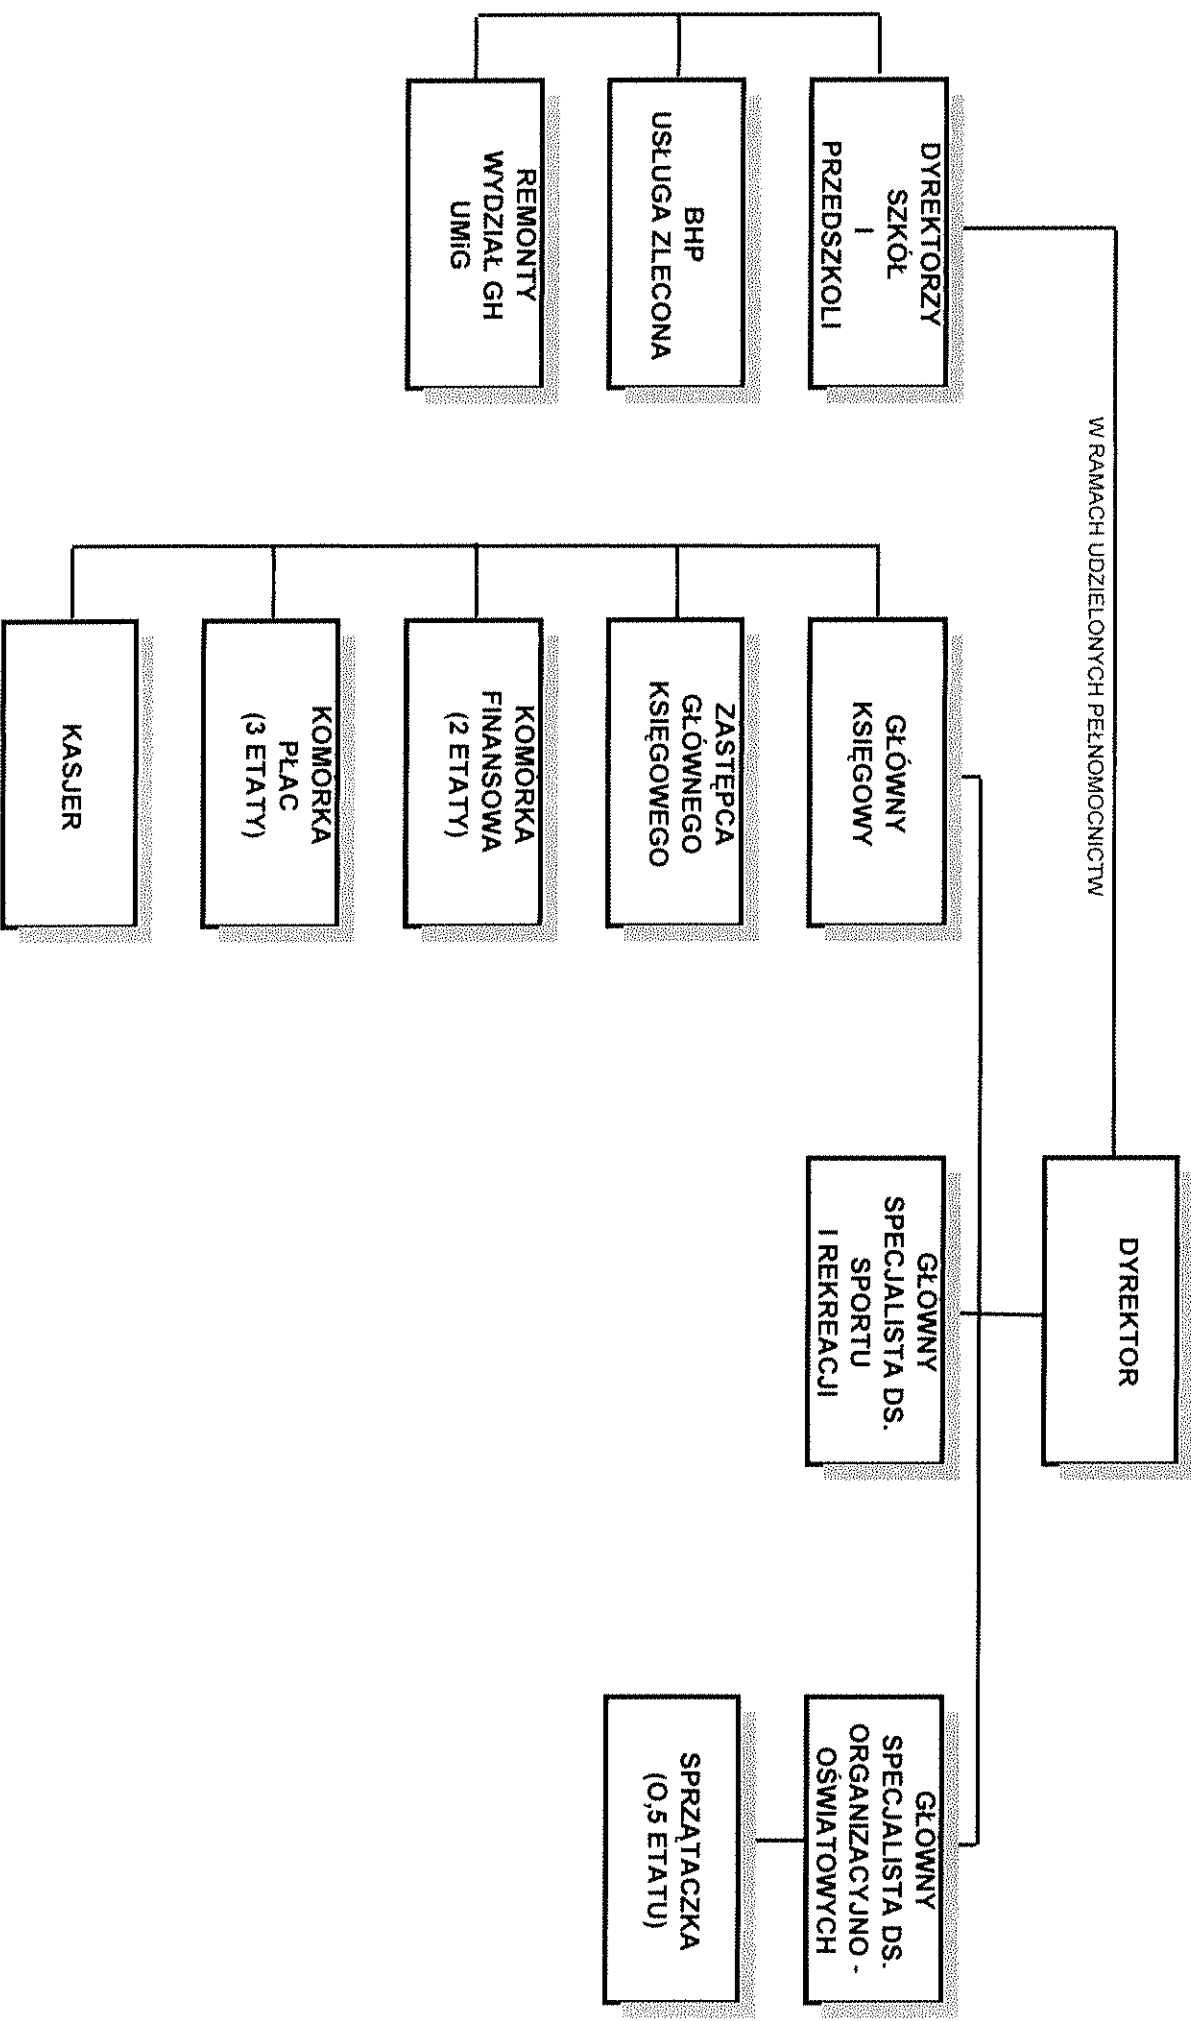 DYREKTOR
W RAMACH UDZIELONYCH PEŁNOMOCNICTW
DYREKTORZY
SZKÓŁ
I
PRZEDSZKOLI
BHP
USŁUGA ZLECONA
REMONTY
WYDZIAŁ GH
UMiG
GŁÓWNY
KSIĘGOWY
ZASTĘPCA
GŁÓWNEGO
KSIĘGOWEGO
KOMÓRKA
FINANSOWA
(2 ETATY)
KOMÓRKA
PŁAC
(3 ETATY)
KASJER
GŁÓWNY
SPECJALISTA DS.
SPORTU
I REKREACJI
GŁÓWNY
SPECJALISTA DS.
ORGANIZACYJNO -
OŚWIATOWYCH
SPRZĄTACZKA
(O,5 ETATU)